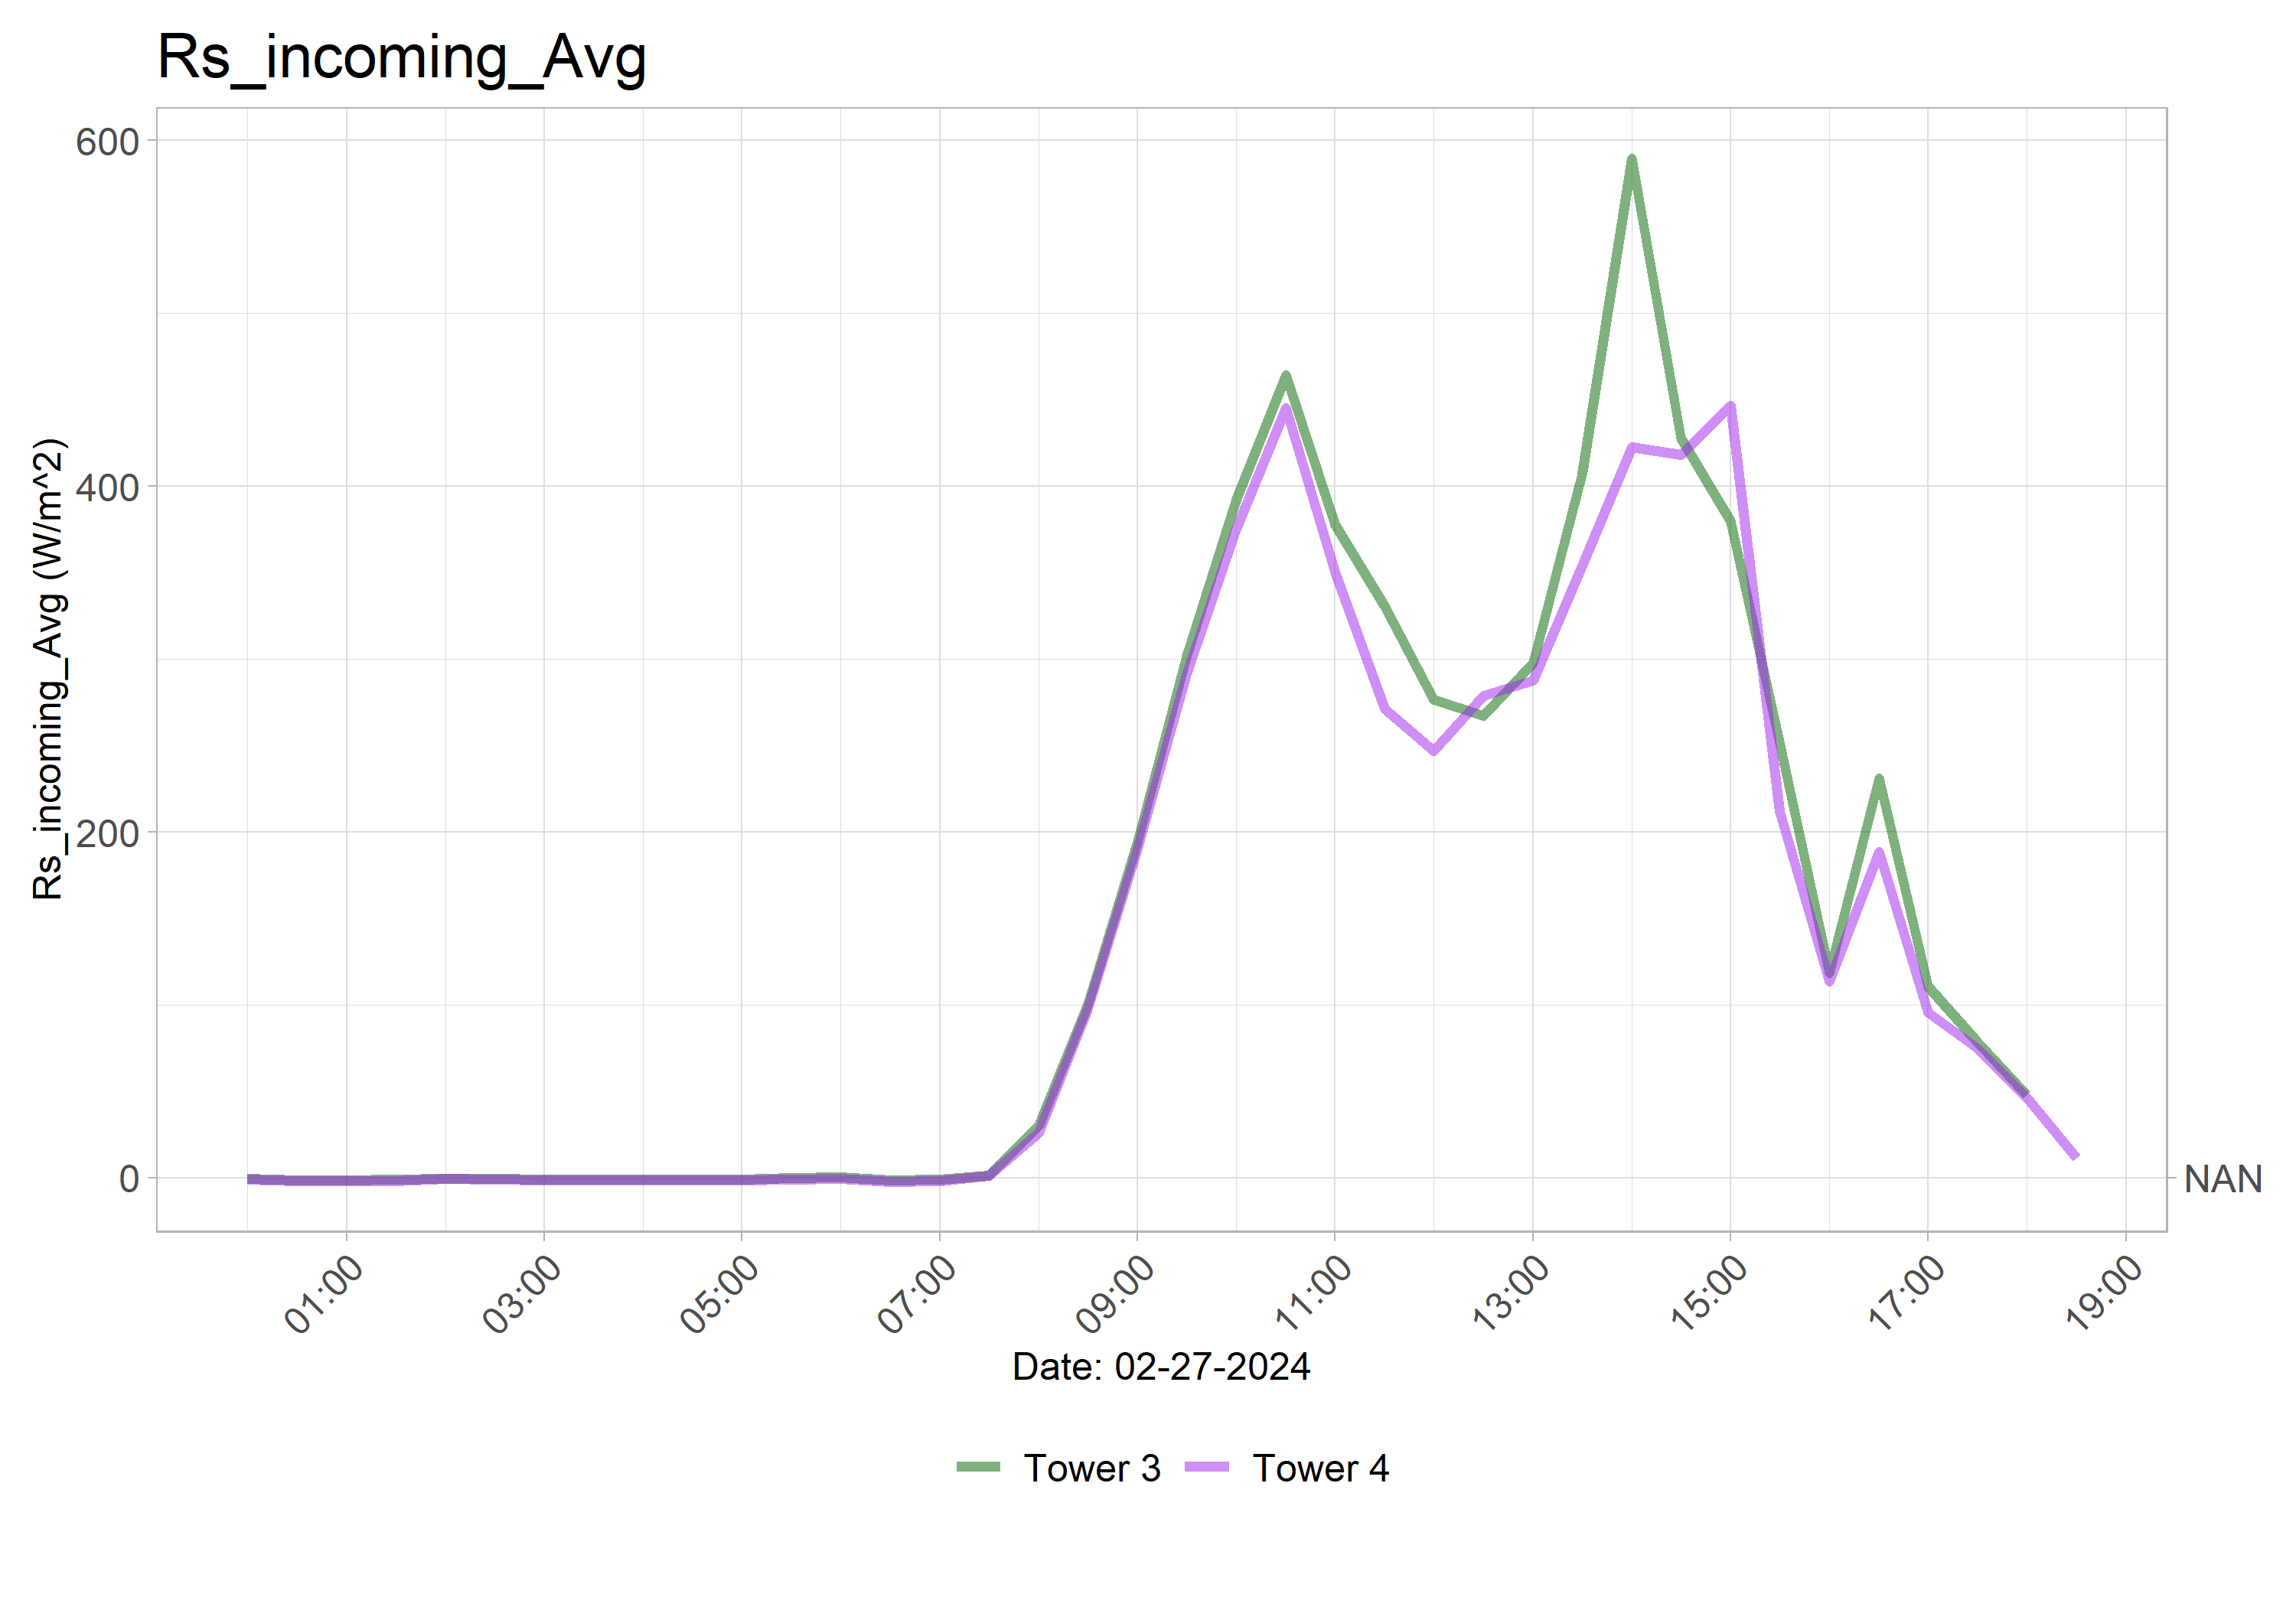 Rs_incoming_Avg
Rs_incoming_Avg (W/m^2)
600
400
200
0
NAN
01:00
03:00
05:00
07:00
09:00
11:00
13:00
15:00
17:00
19:00
Date: 02-27-2024
Tower 3
Tower 4